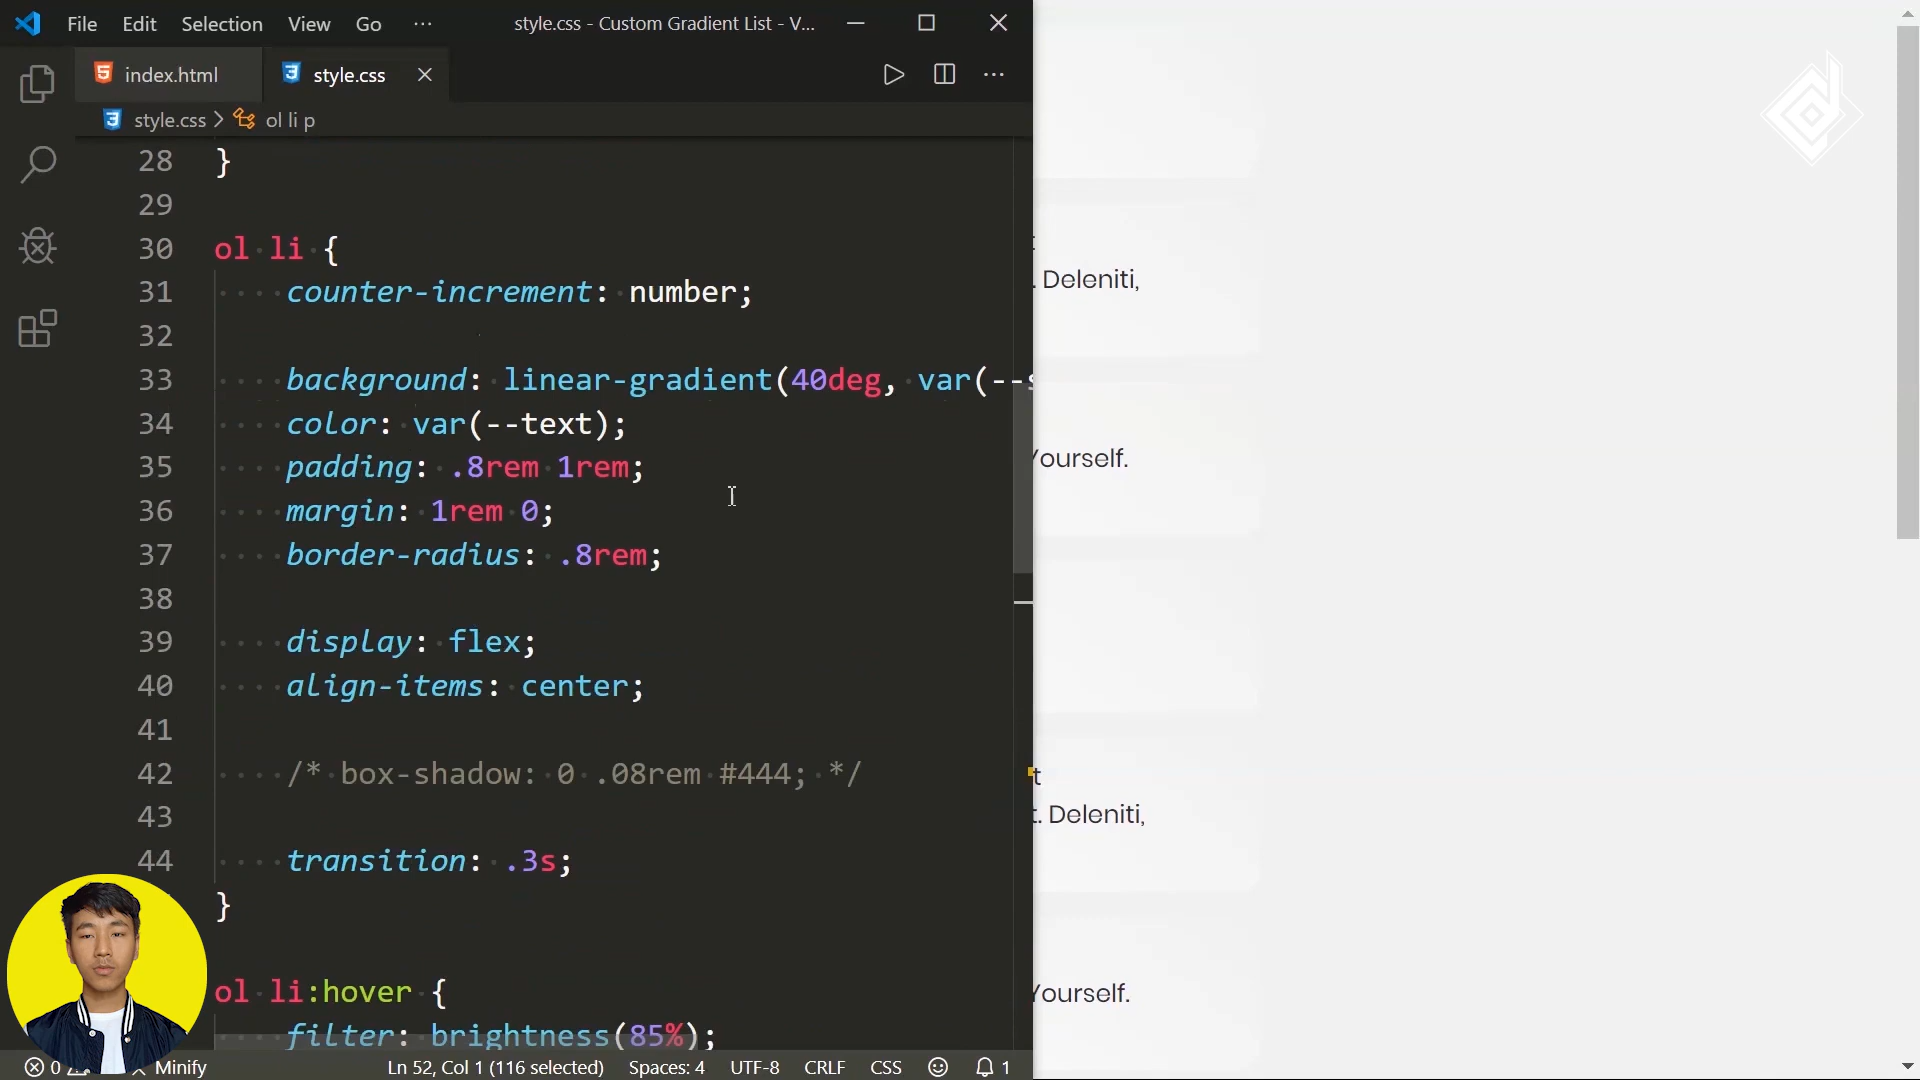 File Edit Selection View Go ··· style.css - Custom Gradient List - V...
index.html style.css
style.css > ol li p
28 }
29
30 ol li {
31 counter-increment: number;
32
33 background: linear-gradient(40deg, var(--s
34 color: var(--text);
35 padding: .8rem 1rem;
36 margin: 1rem 0;
37 border-radius: .8rem;
38
39 display: flex;
40 align-items: center;
41
42 /* box-shadow: 0 .08rem #444; */
43
44 transition: .3s;
}
ol li:hover {
filter: brightness(85%);
0 Minify Ln 52, Col 1 (116 selected) Spaces: 4 UTF-8 CRLF CSS 1
. Deleniti,
Yourself.
t
t. Deleniti,
Yourself.